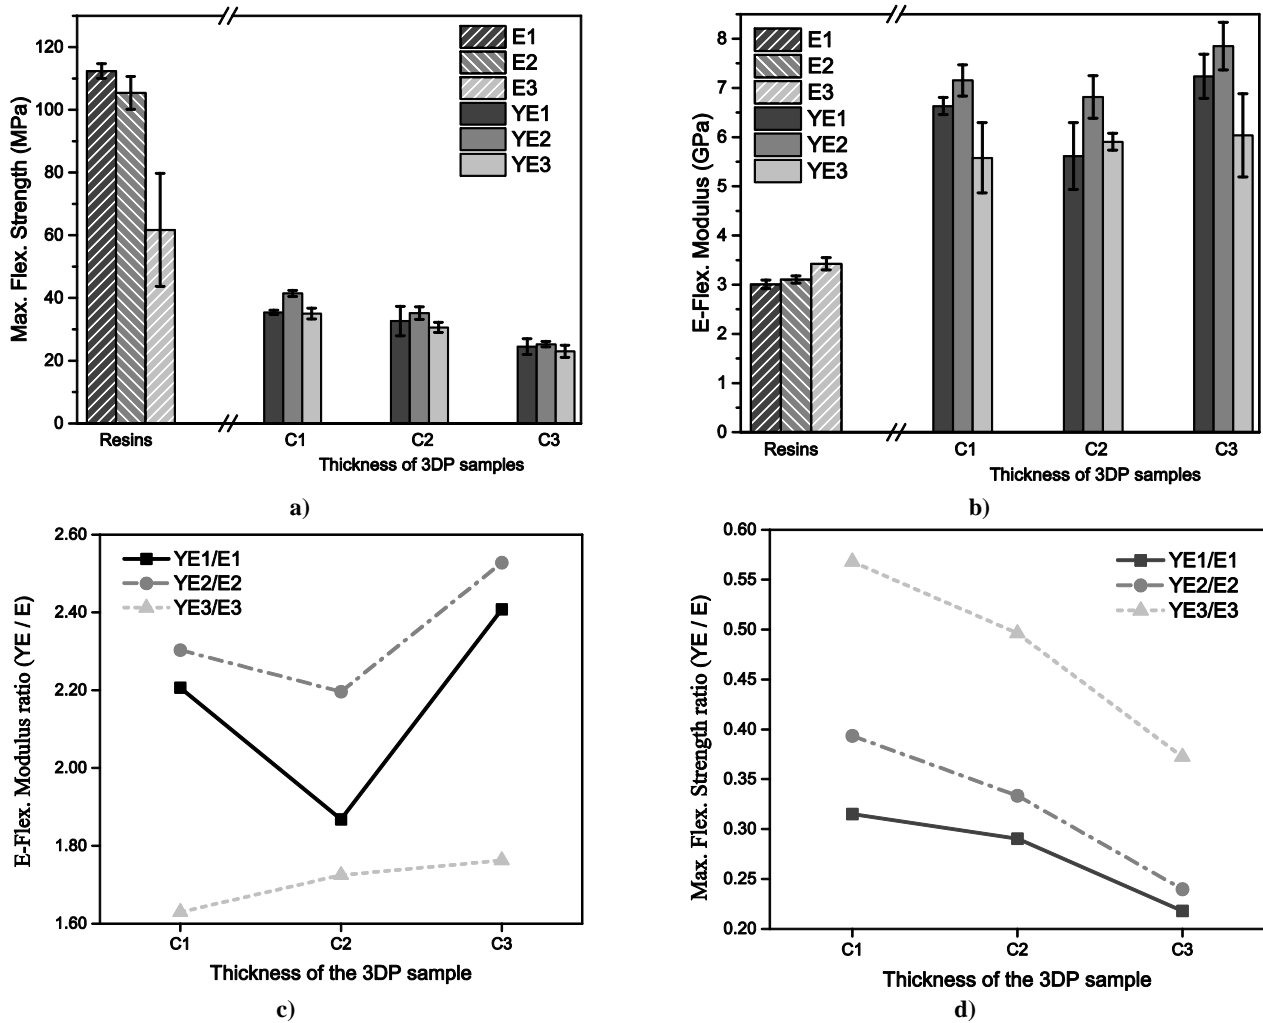 Max. Flex. Strength (MPa)
120
100
80
60
40
20
0
E1
E2
E3
YE1
YE2
YE3
Resins
C1
C2
C3
Thickness of 3DP samples
a)
E-Flex. Modulus (GPa)
8
7
6
5
4
3
2
1
0
E1
E2
E3
YE1
YE2
YE3
Resins
C1
C2
C3
Thickness of 3DP samples
b)
E-Flex. Modulus ratio (YE / E)
2.60
2.40
2.20
2.00
1.80
1.60
YE1/E1
YE2/E2
YE3/E3
C1
C2
C3
Thickness of the 3DP sample
c)
Max. Flex. Strength ratio (YE / E)
0.60
0.55
0.50
0.45
0.40
0.35
0.30
0.25
0.20
YE1/E1
YE2/E2
YE3/E3
C1
C2
C3
Thickness of the 3DP sample
d)